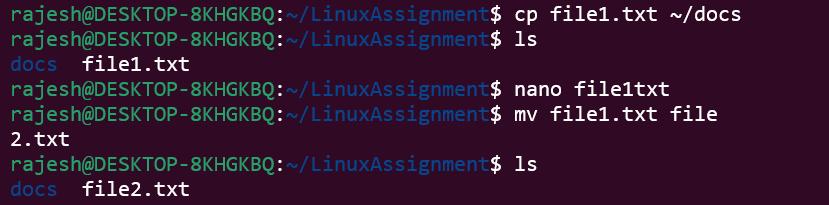 rajesh@DESKTOP-8KHGKBQ:~/LinuxAssignment$ cp file1.txt ~/docs
rajesh@DESKTOP-8KHGKBQ:~/LinuxAssignment$ ls
docs  file1.txt
rajesh@DESKTOP-8KHGKBQ:~/LinuxAssignment$ nano file1txt
rajesh@DESKTOP-8KHGKBQ:~/LinuxAssignment$ mv file1.txt file
2.txt
rajesh@DESKTOP-8KHGKBQ:~/LinuxAssignment$ ls
docs  file2.txt